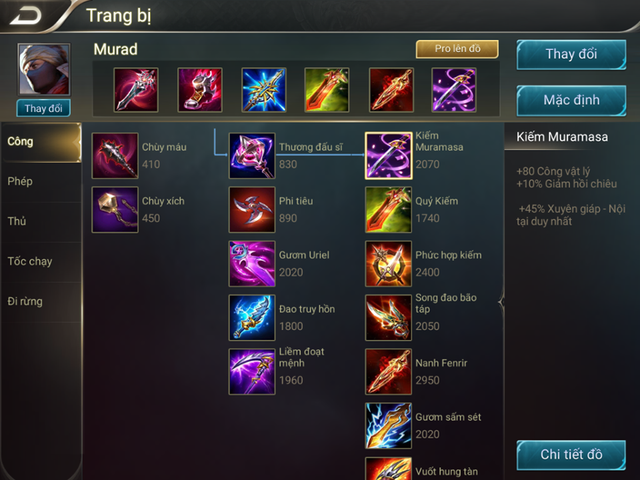 Trang bị
Murad
Pro lên đồ
Thay đổi
Thay đổi
Mặc định
Công
Phép
Thủ
Tốc chạy
Đi rừng
Chùy máu
410
Chùy xích
450
Thương đấu sĩ
830
Phi tiêu
890
Gươm Uriel
2020
Đao truy hồn
1800
Liềm đoạt
mệnh
1960
Kiếm
Muramasa
2070
Quỷ Kiếm
1740
Phức hợp kiếm
2400
Song đao bão
táp
2050
Nanh Fenrir
2950
Gươm sấm sét
2020
Vuốt hung tàn
Kiếm Muramasa
+80 Công vật lý
+10% Giảm hồi chiêu
+45% Xuyên giáp - Nội
tại duy nhất
Chi tiết đồ